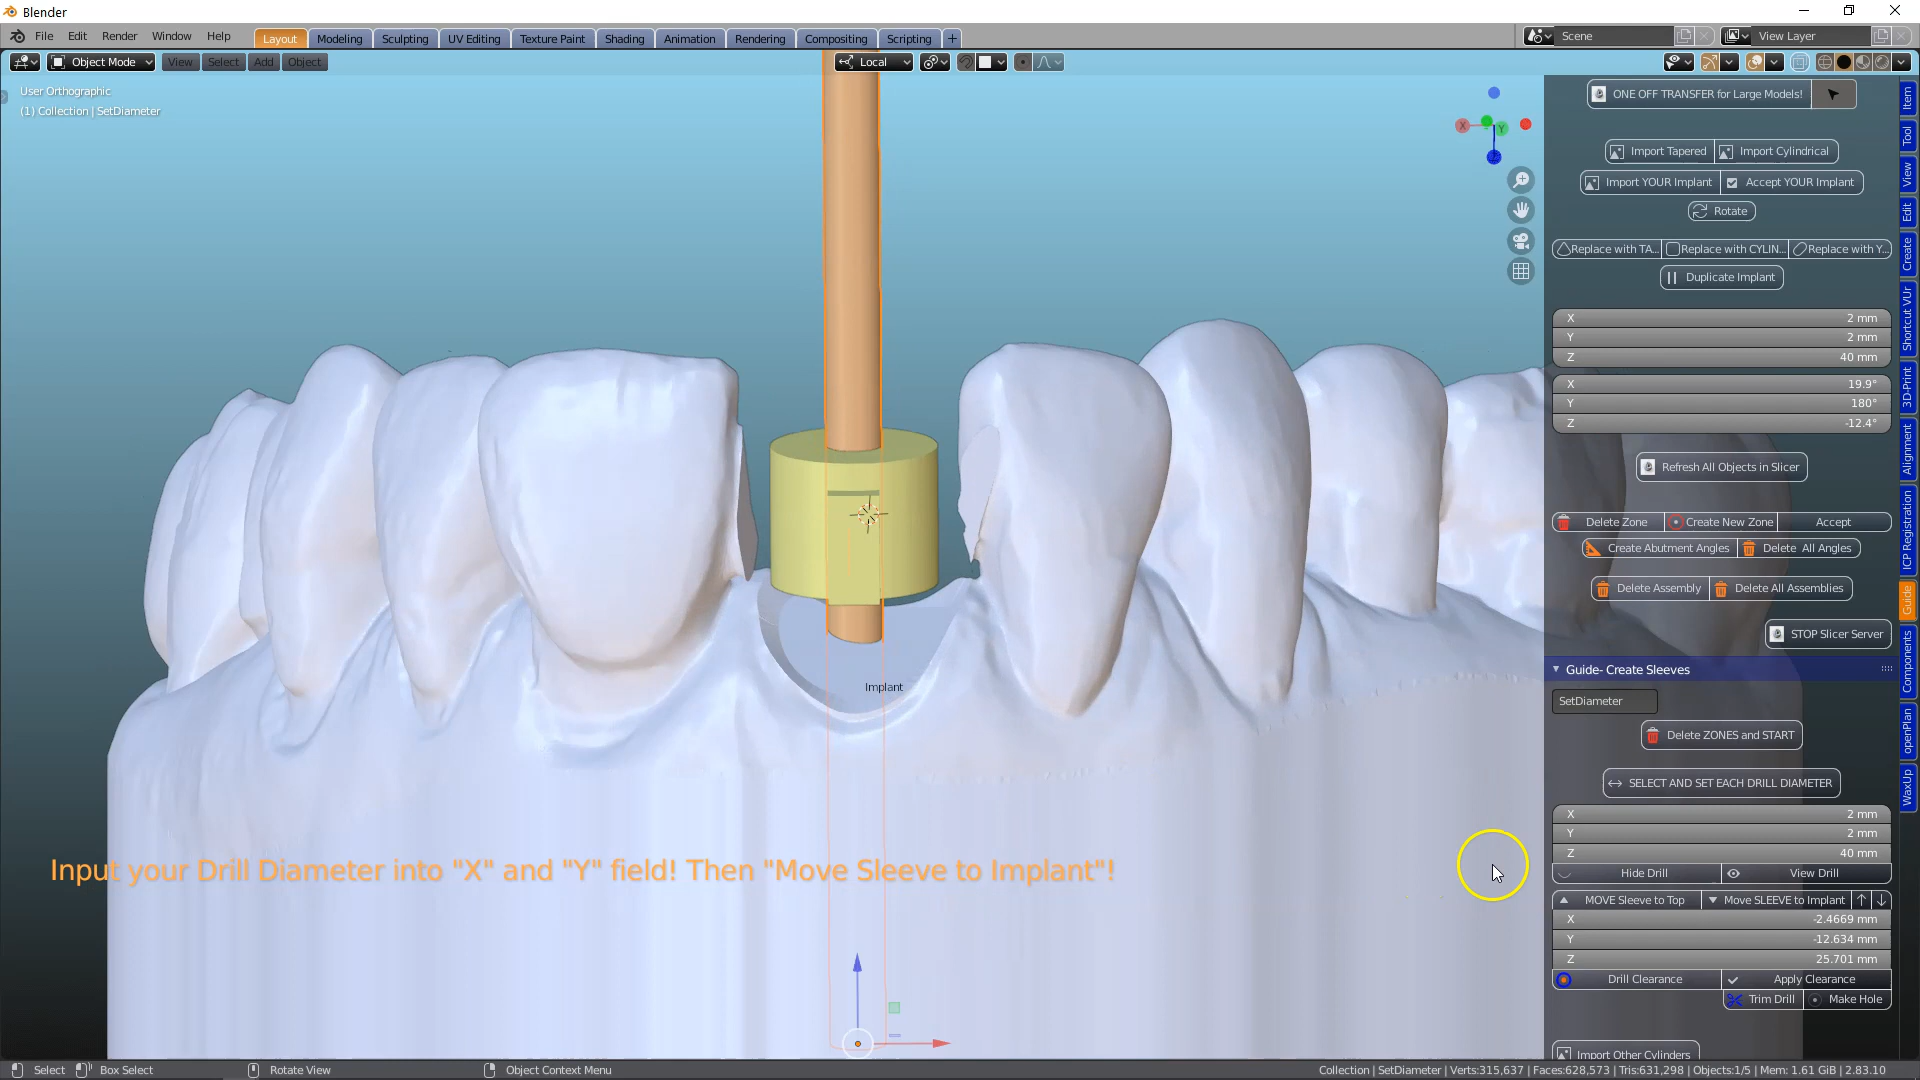 Blender
File Edit Render Window Help Layout Modeling Sculpting UV Editing Texture Paint Shading Animation Rendering Compositing Scripting + Scene View Layer
Object Mode View Select Add Object Local
User Orthographic
(1) Collection | SetDiameter
X Y Z
ONE OFF TRANSFER for Large Models!
Import Tapered Import Cylindrical
Import YOUR Implant Accept YOUR Implant
Rotate
Replace with TA... Replace with CYLIN... Replace with Y...
Duplicate Implant
X 2 mm
Y 2 mm
Z 40 mm
X 19.9°
Y 180°
Z -12.4°
Refresh All Objects in Slicer
Delete Zone Create New Zone Accept
Create Abutment Angles Delete All Angles
Delete Assembly Delete All Assemblies
STOP Slicer Server
Guide- Create Sleeves
SetDiameter
Delete ZONES and START
SELECT AND SET EACH DRILL DIAMETER
X 2 mm
Y 2 mm
Z 40 mm
Hide Drill View Drill
MOVE Sleeve to Top Move SLEEVE to Implant
X -2.4669 mm
Y -12.634 mm
Z 25.701 mm
Drill Clearance Apply Clearance
Trim Drill Make Hole
Import Other Cylinders
Item
Tool
View
Edit
Create
Shortcut VUr
3D-Print
Alignment
ICP Registration
Guide
Components
openPlan
WaxUp
Implant
Input your Drill Diameter into "X" and "Y" field! Then "Move Sleeve to Implant"!
Select Box Select Rotate View Object Context Menu Collection | SetDiameter | Verts:315,637 | Faces:628,573 | Tris:631,298 | Objects:1/5 | Mem: 1.61 GiB | 2.83.10